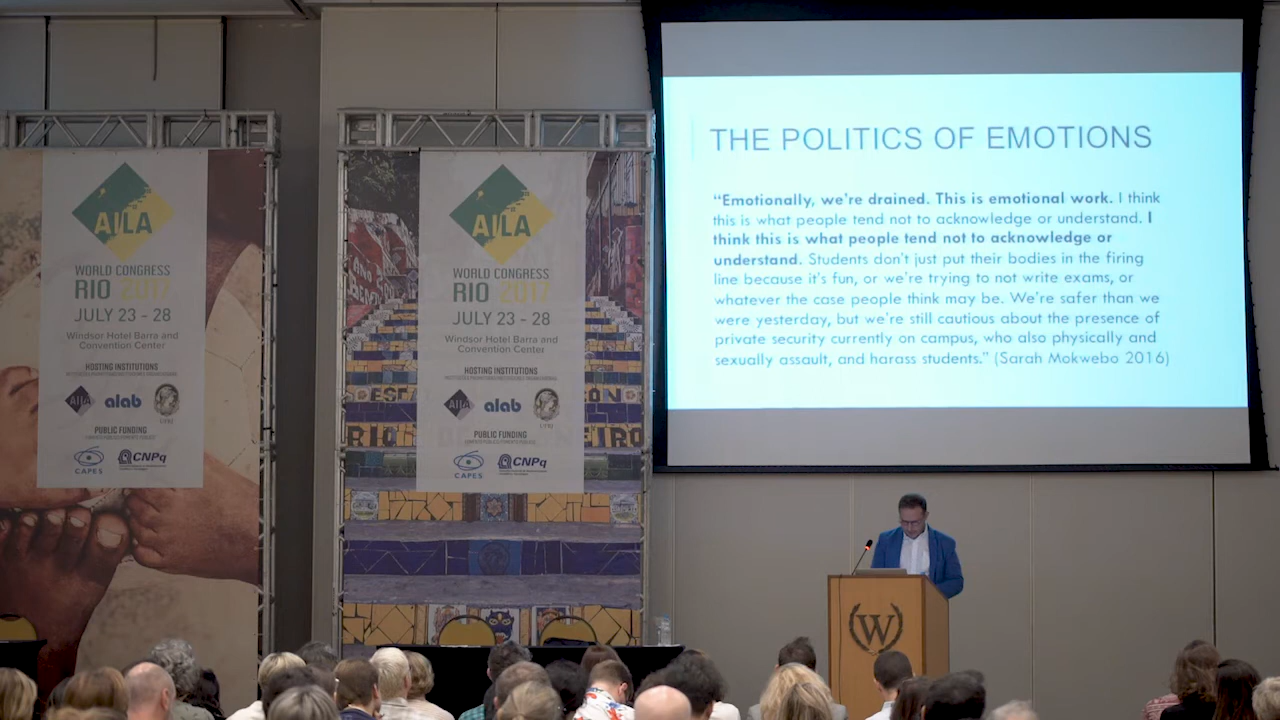 AILA
WORLD CONGRESS
RIO 2017
JULY 23 - 28
Windsor Hotel Barra and
Convention Center
HOSTING INSTITUTIONS
AILA
alab
PUBLIC FUNDING
CAPES
CNPq
AILA
WORLD CONGRESS
RIO 2017
JULY 23 - 28
Windsor Hotel Barra and
Convention Center
HOSTING INSTITUTIONS
AILA
alab
PUBLIC FUNDING
CAPES
CNPq
THE POLITICS OF EMOTIONS
“Emotionally, we’re drained. This is emotional work. I think
this is what people tend not to acknowledge or understand. I
think this is what people tend not to acknowledge or
understand. Students don’t just put their bodies in the firing
line because it’s fun, or we’re trying to not write exams, or
whatever the case people think may be. We’re safer than we
were yesterday, but we’re still cautious about the presence of
private security currently on campus, who also physically and
sexually assault, and harass students.” (Sarah Mokwebo 2016)
W